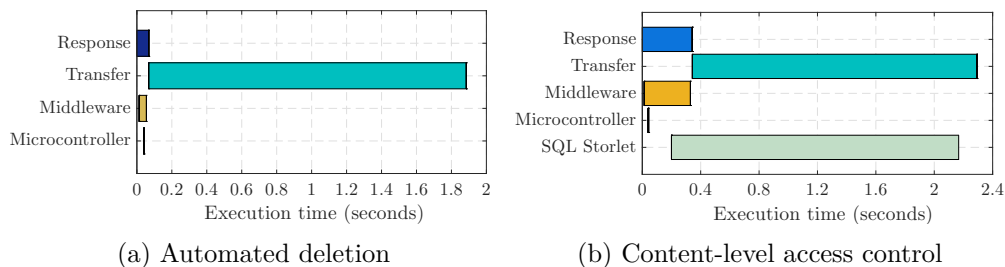 Response
Transfer
Middleware
Microcontroller
0 0.2 0.4 0.6 0.8 1 1.2 1.4 1.6 1.8 2
Execution time (seconds)
(a) Automated deletion
Response
Transfer
Middleware
Microcontroller
SQL Storlet
0 0.4 0.8 1.2 1.6 2 2.4
Execution time (seconds)
(b) Content-level access control